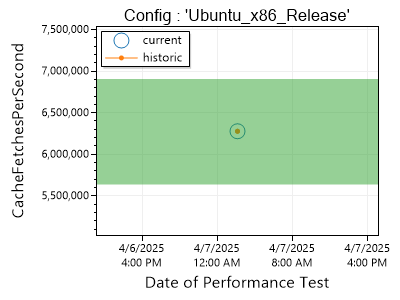 Config : 'Ubuntu_x86_Release'
current
historic
CacheFetchesPerSecond
7,500,000
7,000,000
6,500,000
6,000,000
5,500,000
4/6/2025 4/7/2025 4/7/2025 4/7/2025
4:00 PM 12:00 AM 8:00 AM 4:00 PM
Date of Performance Test